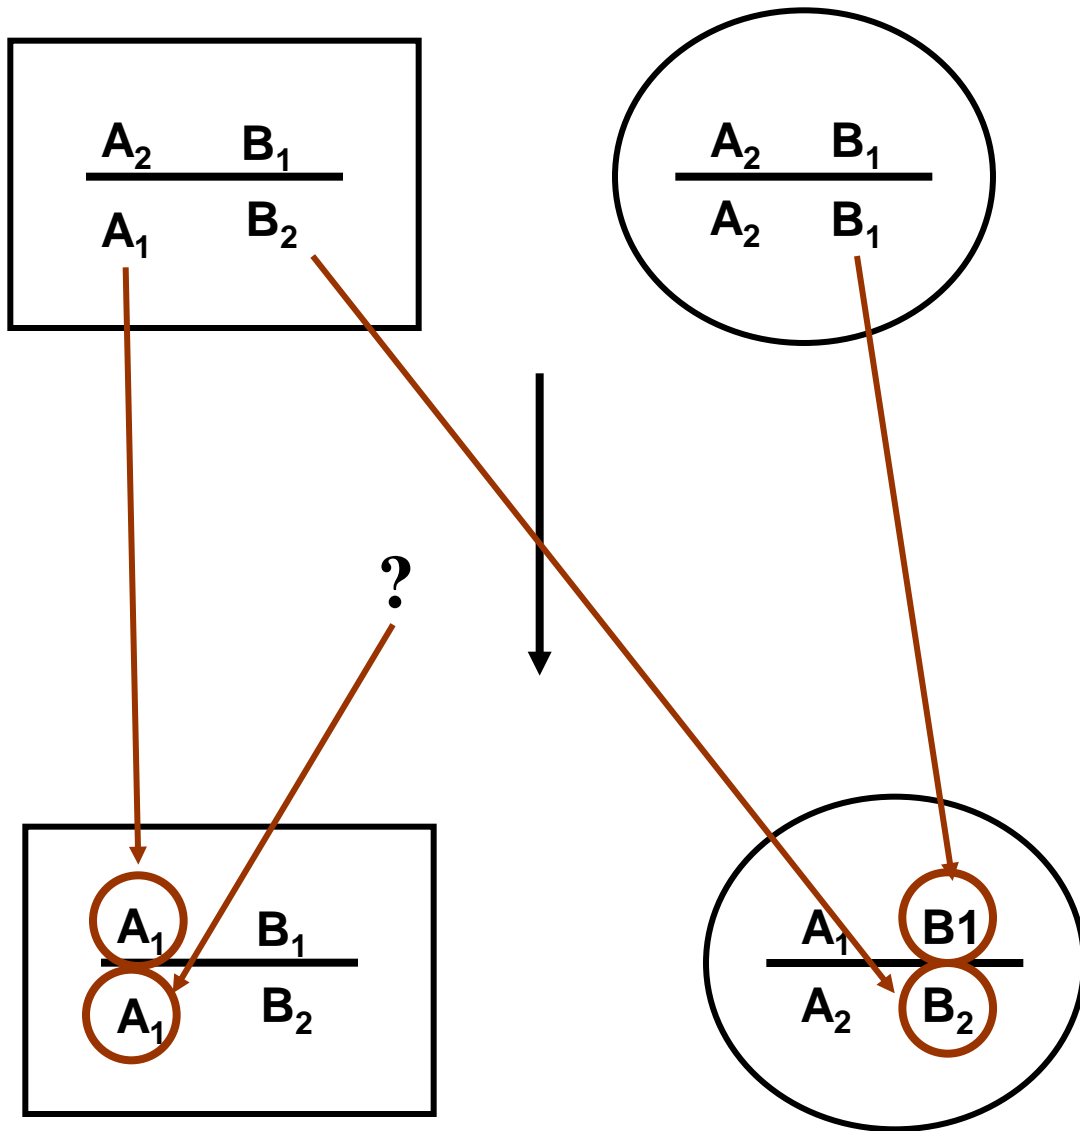 A₂ B₁
A₁ B₂
A₂ B₁
A₂ B₁
?
A₁ B₁
A₁ B₂
A₁ B1
A₂ B₂